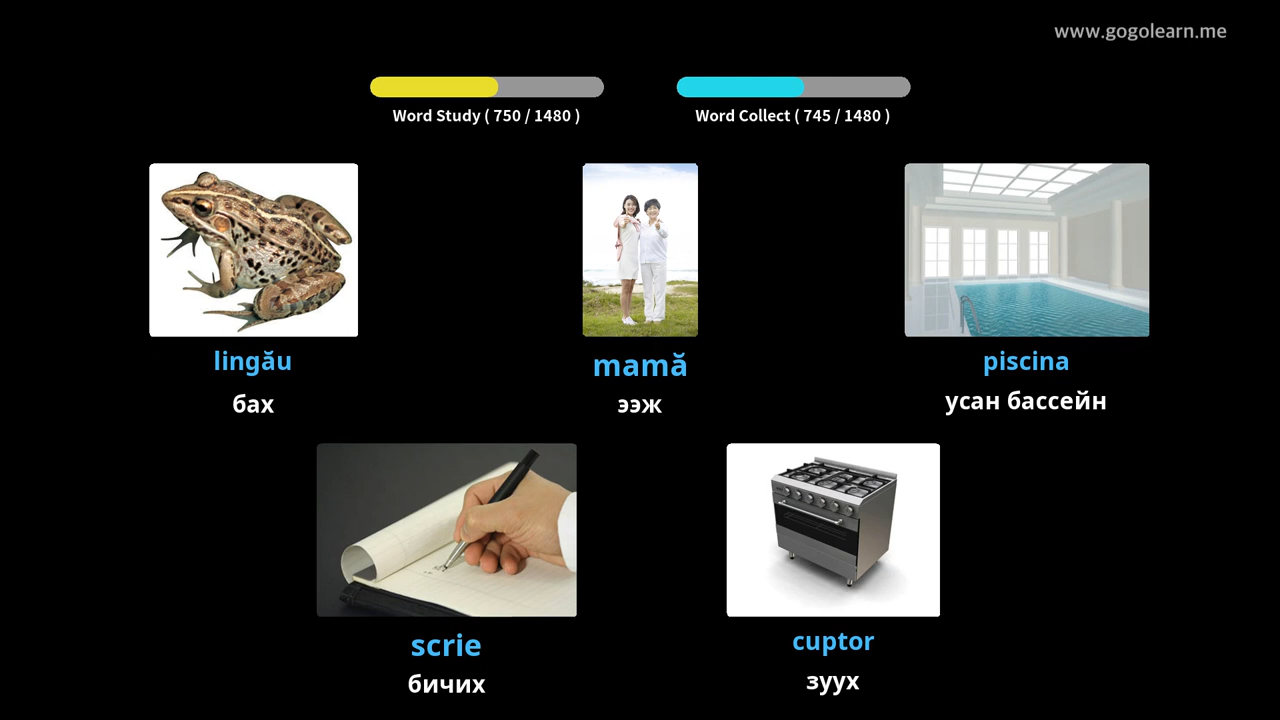 www.gogolearn.me
Word Study ( 750 / 1480 )
Word Collect ( 745 / 1480 )
lingău
mamă
piscina
бах
ээж
усан бассейн
scrie
cuptor
бичих
зуух